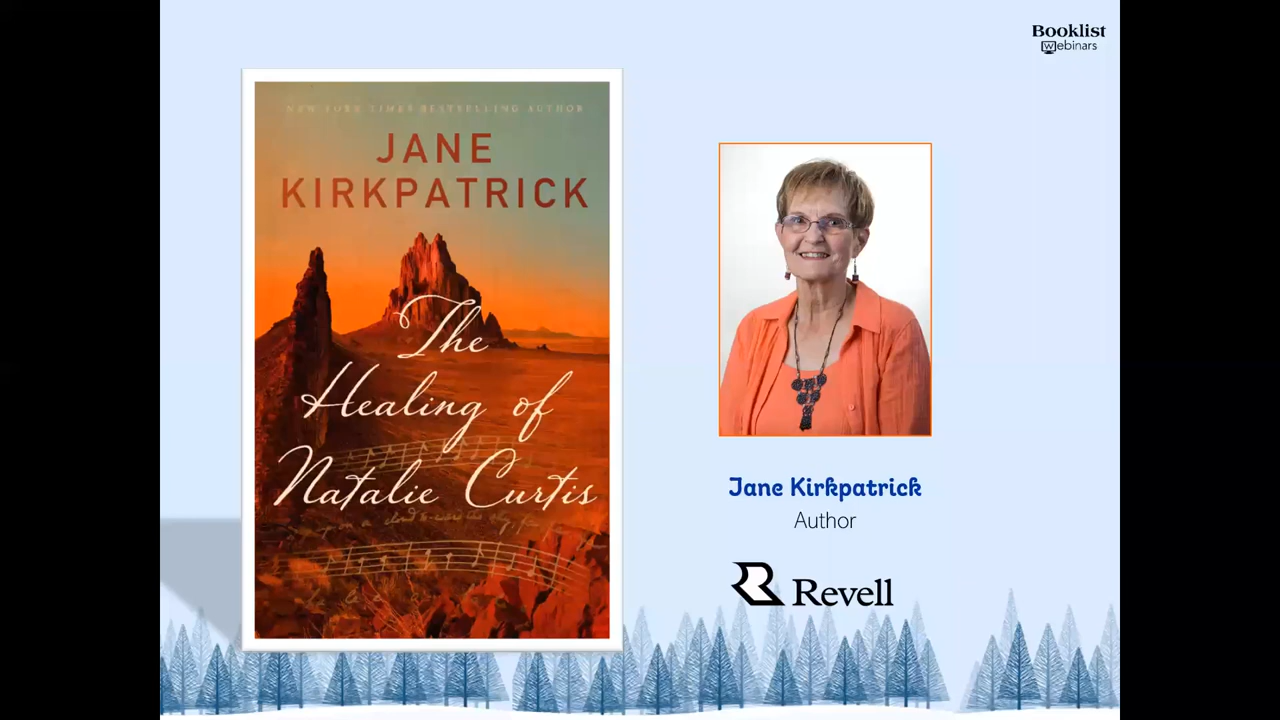 Booklist
Webinars
NEW YORK TIMES BESTSELLING AUTHOR
JANE
KIRKPATRICK
The
Healing of
Natalie Curtis
Jane Kirkpatrick
Author
Revell